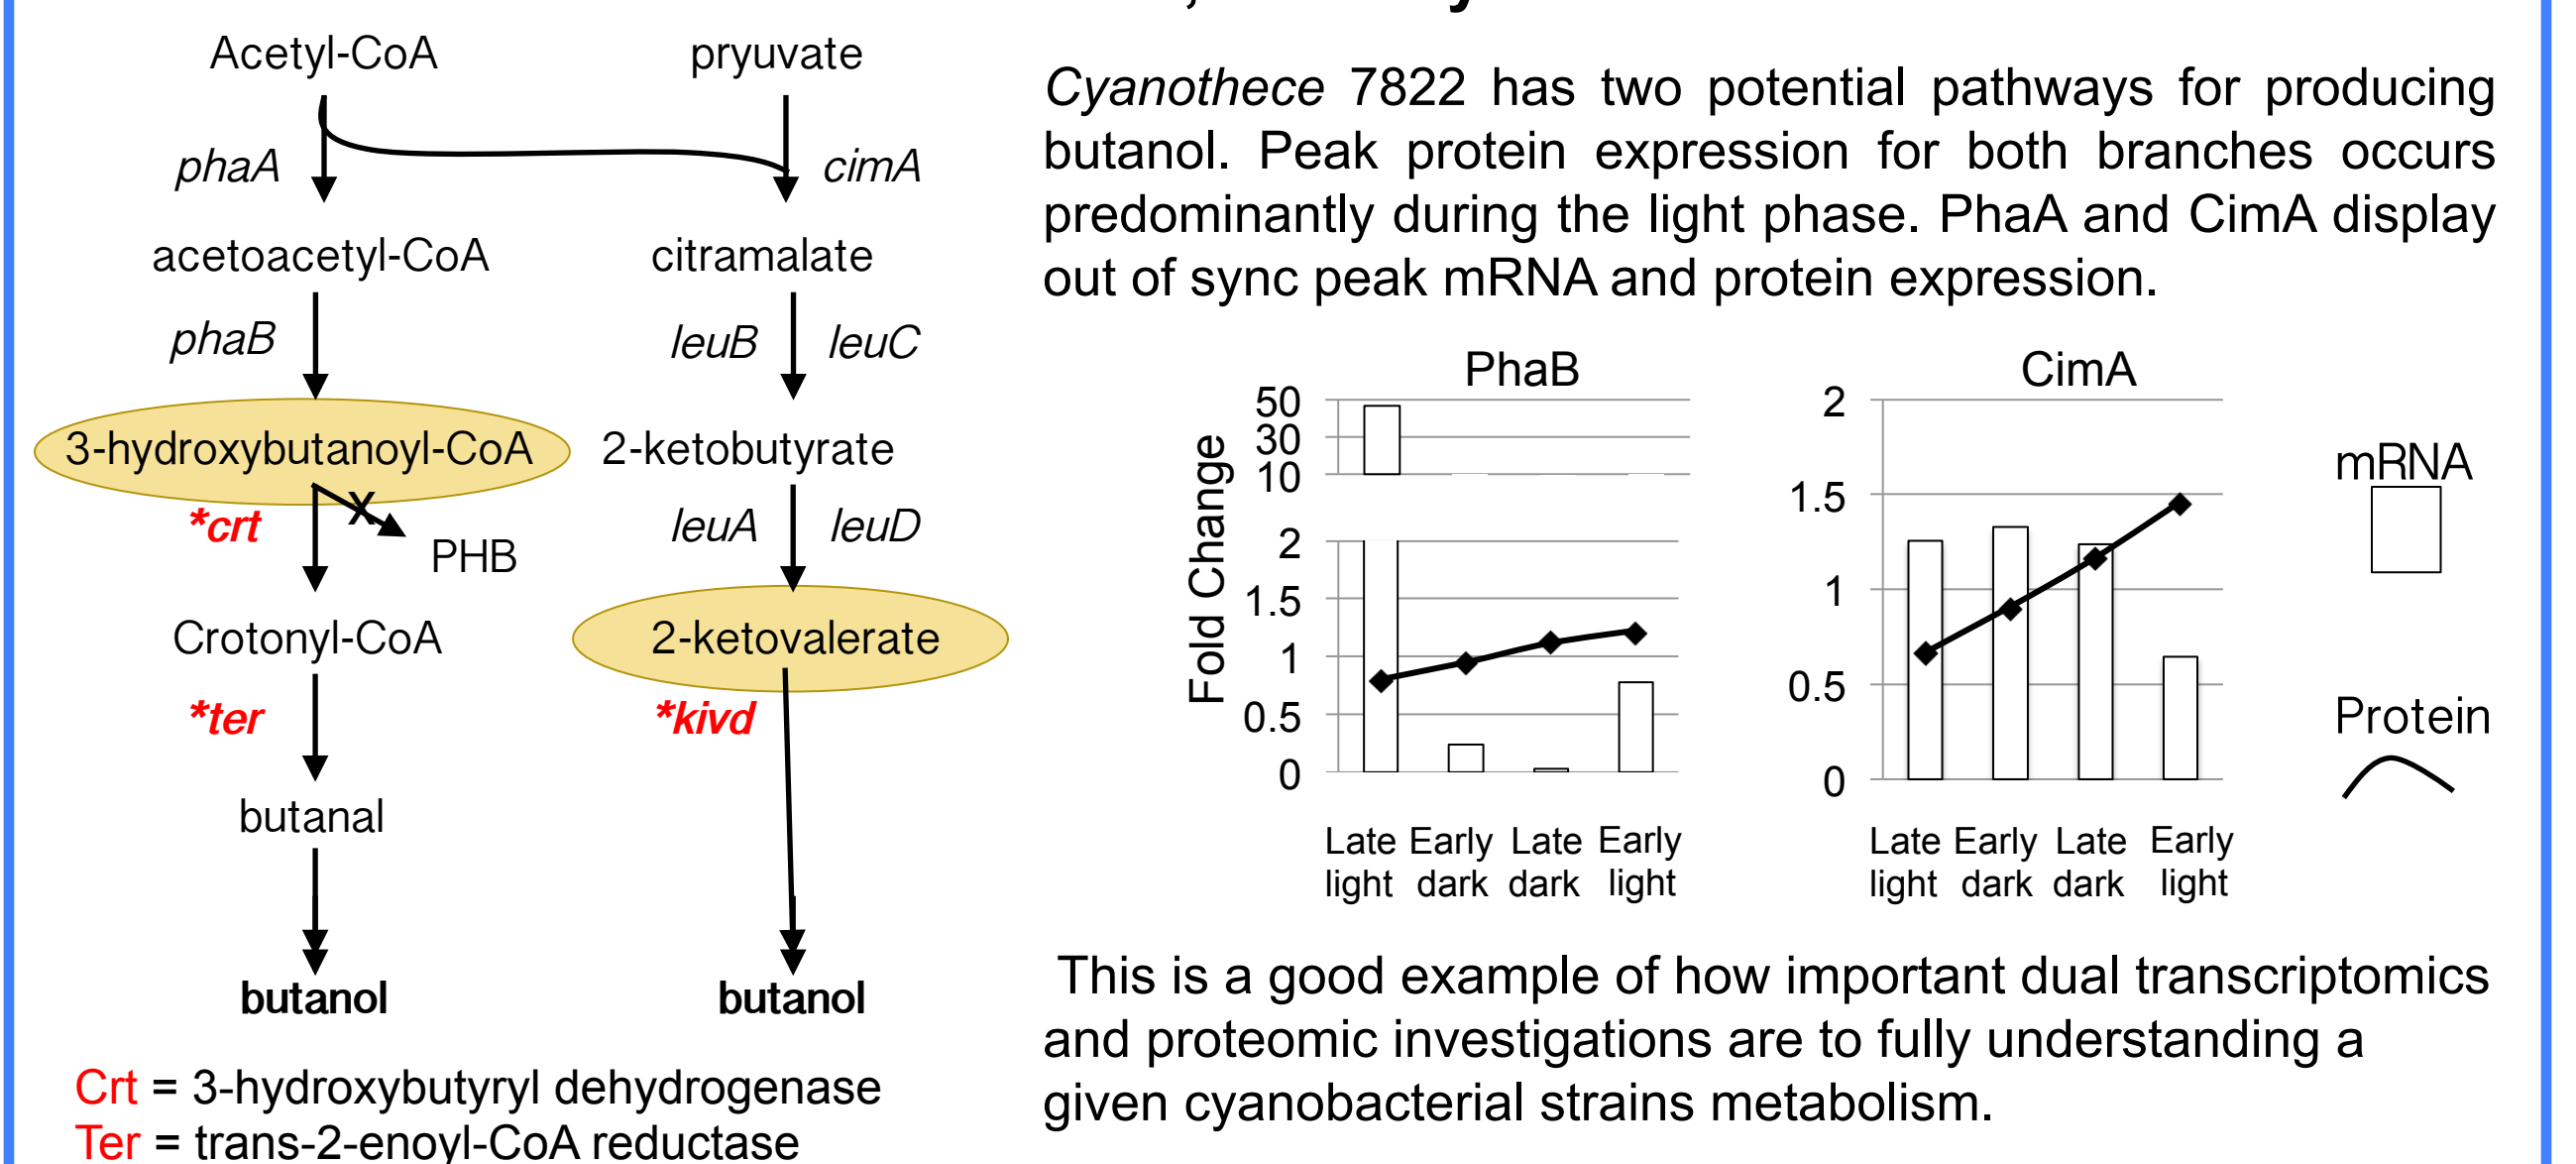 Acetyl-CoA
pryuvate
phaA
cimA
acetoacetyl-CoA
citramalate
phaB
leuB
leuC
3-hydroxybutanoyl-CoA
2-ketobutyrate
*crt
X
PHB
leuA
leuD
Crotonyl-CoA
2-ketovalerate
*ter
*kivd
butanal
butanol
butanol
Crt = 3-hydroxybutyryl dehydrogenase
Ter = trans-2-enoyl-CoA reductase
Cyanothece 7822 has two potential pathways for producing
butanol. Peak protein expression for both branches occurs
predominantly during the light phase. PhaA and CimA display
out of sync peak mRNA and protein expression.
PhaB
Fold Change
50
30
10
2
1.5
1
0.5
0
Late Early Late Early
light dark dark light
CimA
2
1.5
1
0.5
0
Late Early Late Early
light dark dark light
mRNA
Protein
This is a good example of how important dual transcriptomics
and proteomic investigations are to fully understanding a
given cyanobacterial strains metabolism.